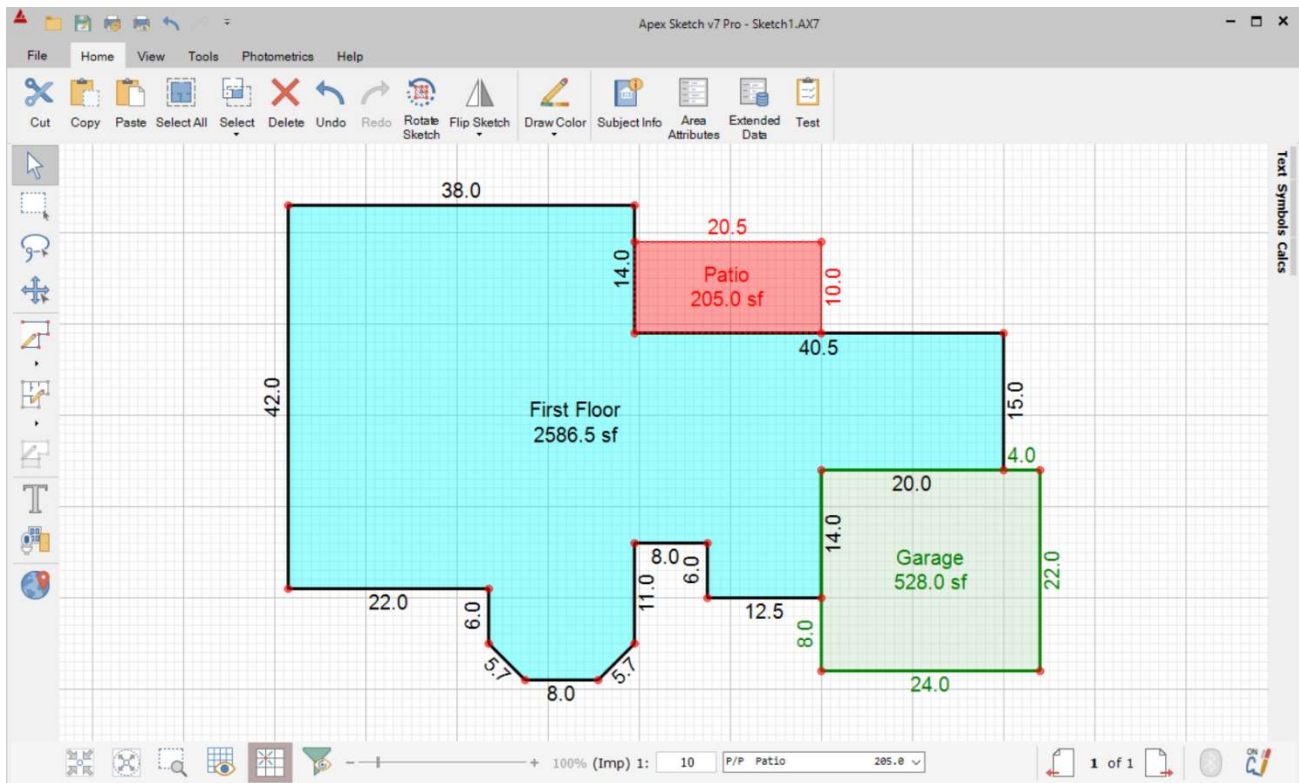 Apex Sketch v7 Pro - Sketch1.AX7
File Home View Tools Photometrics Help
Cut Copy Paste Select All Select Delete Undo Redo Rotate Sketch Flip Sketch Draw Color Subject Info Area Attributes Extended Data Test
Text Symbols Calcs
38.0
20.5
14.0
Patio
205.0 sf
10.0
40.5
42.0
First Floor
2586.5 sf
15.0
4.0
20.0
14.0
8.0
6.0
Garage
528.0 sf
22.0
22.0
6.0
11.0
12.5
8.0
5.7
5.7
8.0
24.0
100% (Imp) 1: 10 P/P Patio 205.0
1 of 1
ON